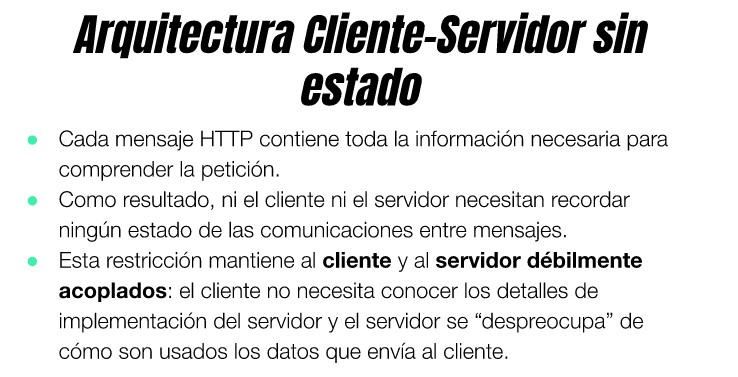 Arquitectura Cliente-Servidor sin
estado
● Cada mensaje HTTP contiene toda la información necesaria para
comprender la petición.
● Como resultado, ni el cliente ni el servidor necesitan recordar
ningún estado de las comunicaciones entre mensajes.
● Esta restricción mantiene al cliente y al servidor débilmente
acoplados: el cliente no necesita conocer los detalles de
implementación del servidor y el servidor se “despreocupa” de
cómo son usados los datos que envía al cliente.